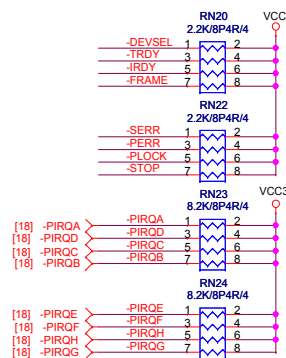 RN20 VCC
2.2K/8P4R/4
-DEVSEL 1 2
-TRDY 3 4
-IRDY 5 6
-FRAME 7 8
RN22
2.2K/8P4R/4
-SERR 1 2
-PERR 3 4
-PLOCK 5 6
-STOP 7 8
RN23 VCC3
8.2K/8P4R/4
[18] -PIRQA -PIRQA 1 2
[18] -PIRQD -PIRQD 3 4
[18] -PIRQC -PIRQC 5 6
[18] -PIRQB -PIRQB 7 8
RN24
8.2K/8P4R/4
[18] -PIRQE -PIRQE 1 2
[18] -PIRQF -PIRQF 3 4
[18] -PIRQH -PIRQH 5 6
[18] -PIRQG -PIRQG 7 8